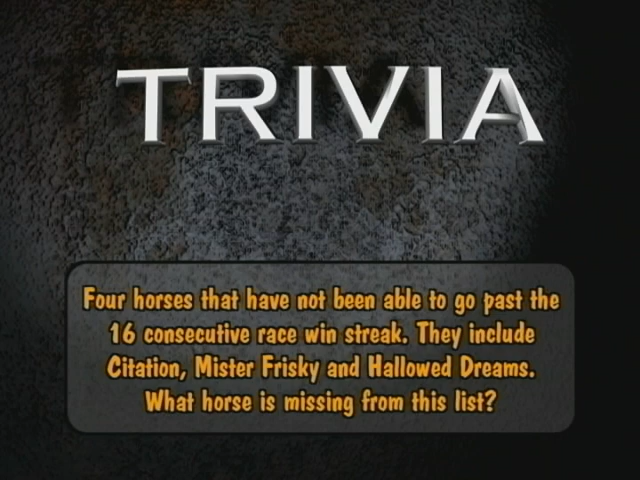 TRIVIA
Four horses that have not been able to go past the
16 consecutive race win streak. They include
Citation, Mister Frisky and Hallowed Dreams.
What horse is missing from this list?